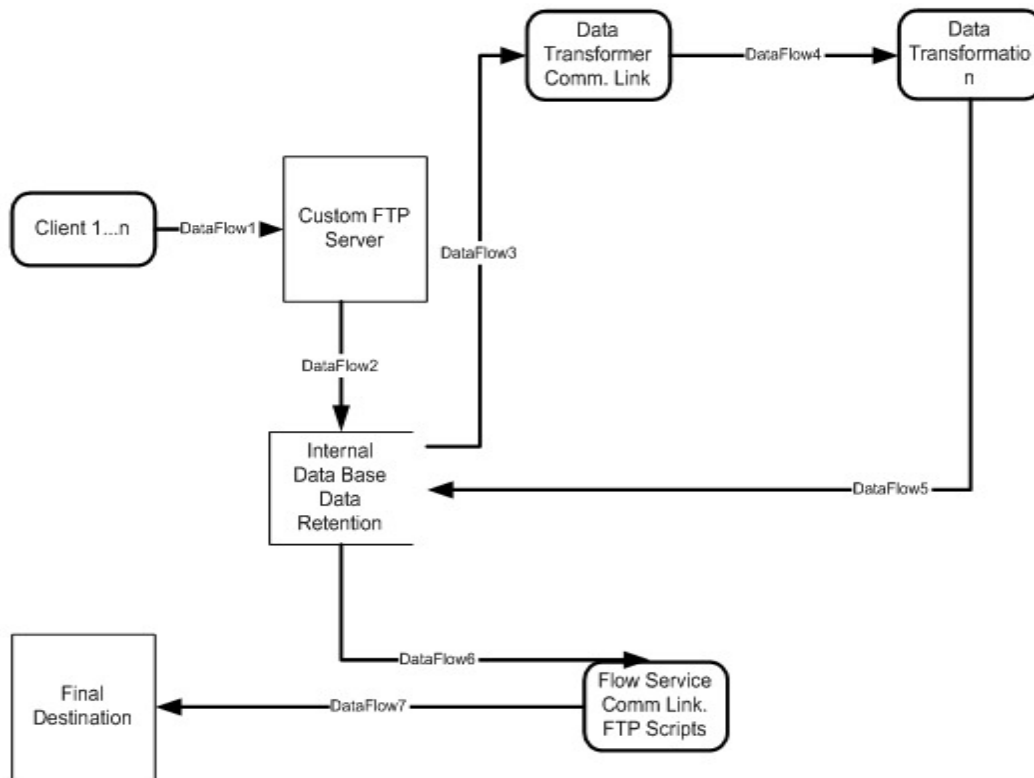 Data
Transformer
Comm. Link
DataFlow4
Data
Transformatio
n
Client 1...n
DataFlow1
Custom FTP
Server
DataFlow3
DataFlow2
Internal
Data Base
Data
Retention
DataFlow5
DataFlow6
Final
Destination
DataFlow7
Flow Service
Comm Link.
FTP Scripts